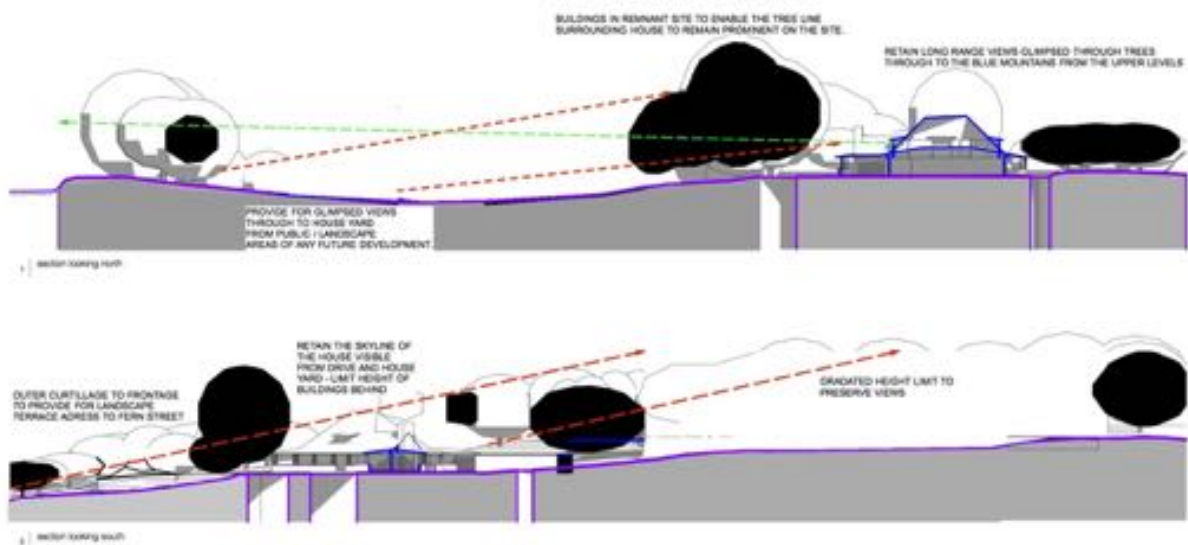 BUILDINGS IN REMNANT SITE TO ENABLE THE TREE LINE
SURROUNDING HOUSE TO REMAIN PROMINENT ON THE SITE.
RETAIN LONG RANGE VIEWS GLIMPSED THROUGH TREES
THROUGH TO THE BLUE MOUNTAINS FROM THE UPPER LEVELS
PROVIDE FOR GLIMPSED VIEWS
THROUGH TO HOUSE YARD
FROM PUBLIC / LANDSCAPE
AREAS OF ANY FUTURE DEVELOPMENT.
1 section looking north
RETAIN THE SKYLINE OF
THE HOUSE VISIBLE
FROM DRIVE AND HOUSE
YARD - LIMIT HEIGHT OF
BUILDINGS BEHIND
OUTER CURTILLAGE TO FRONTAGE
TO PROVIDE FOR LANDSCAPE
TERRACE ADRESS TO FERN STREET
GRADATED HEIGHT LIMIT TO
PRESERVE VIEWS
section looking south